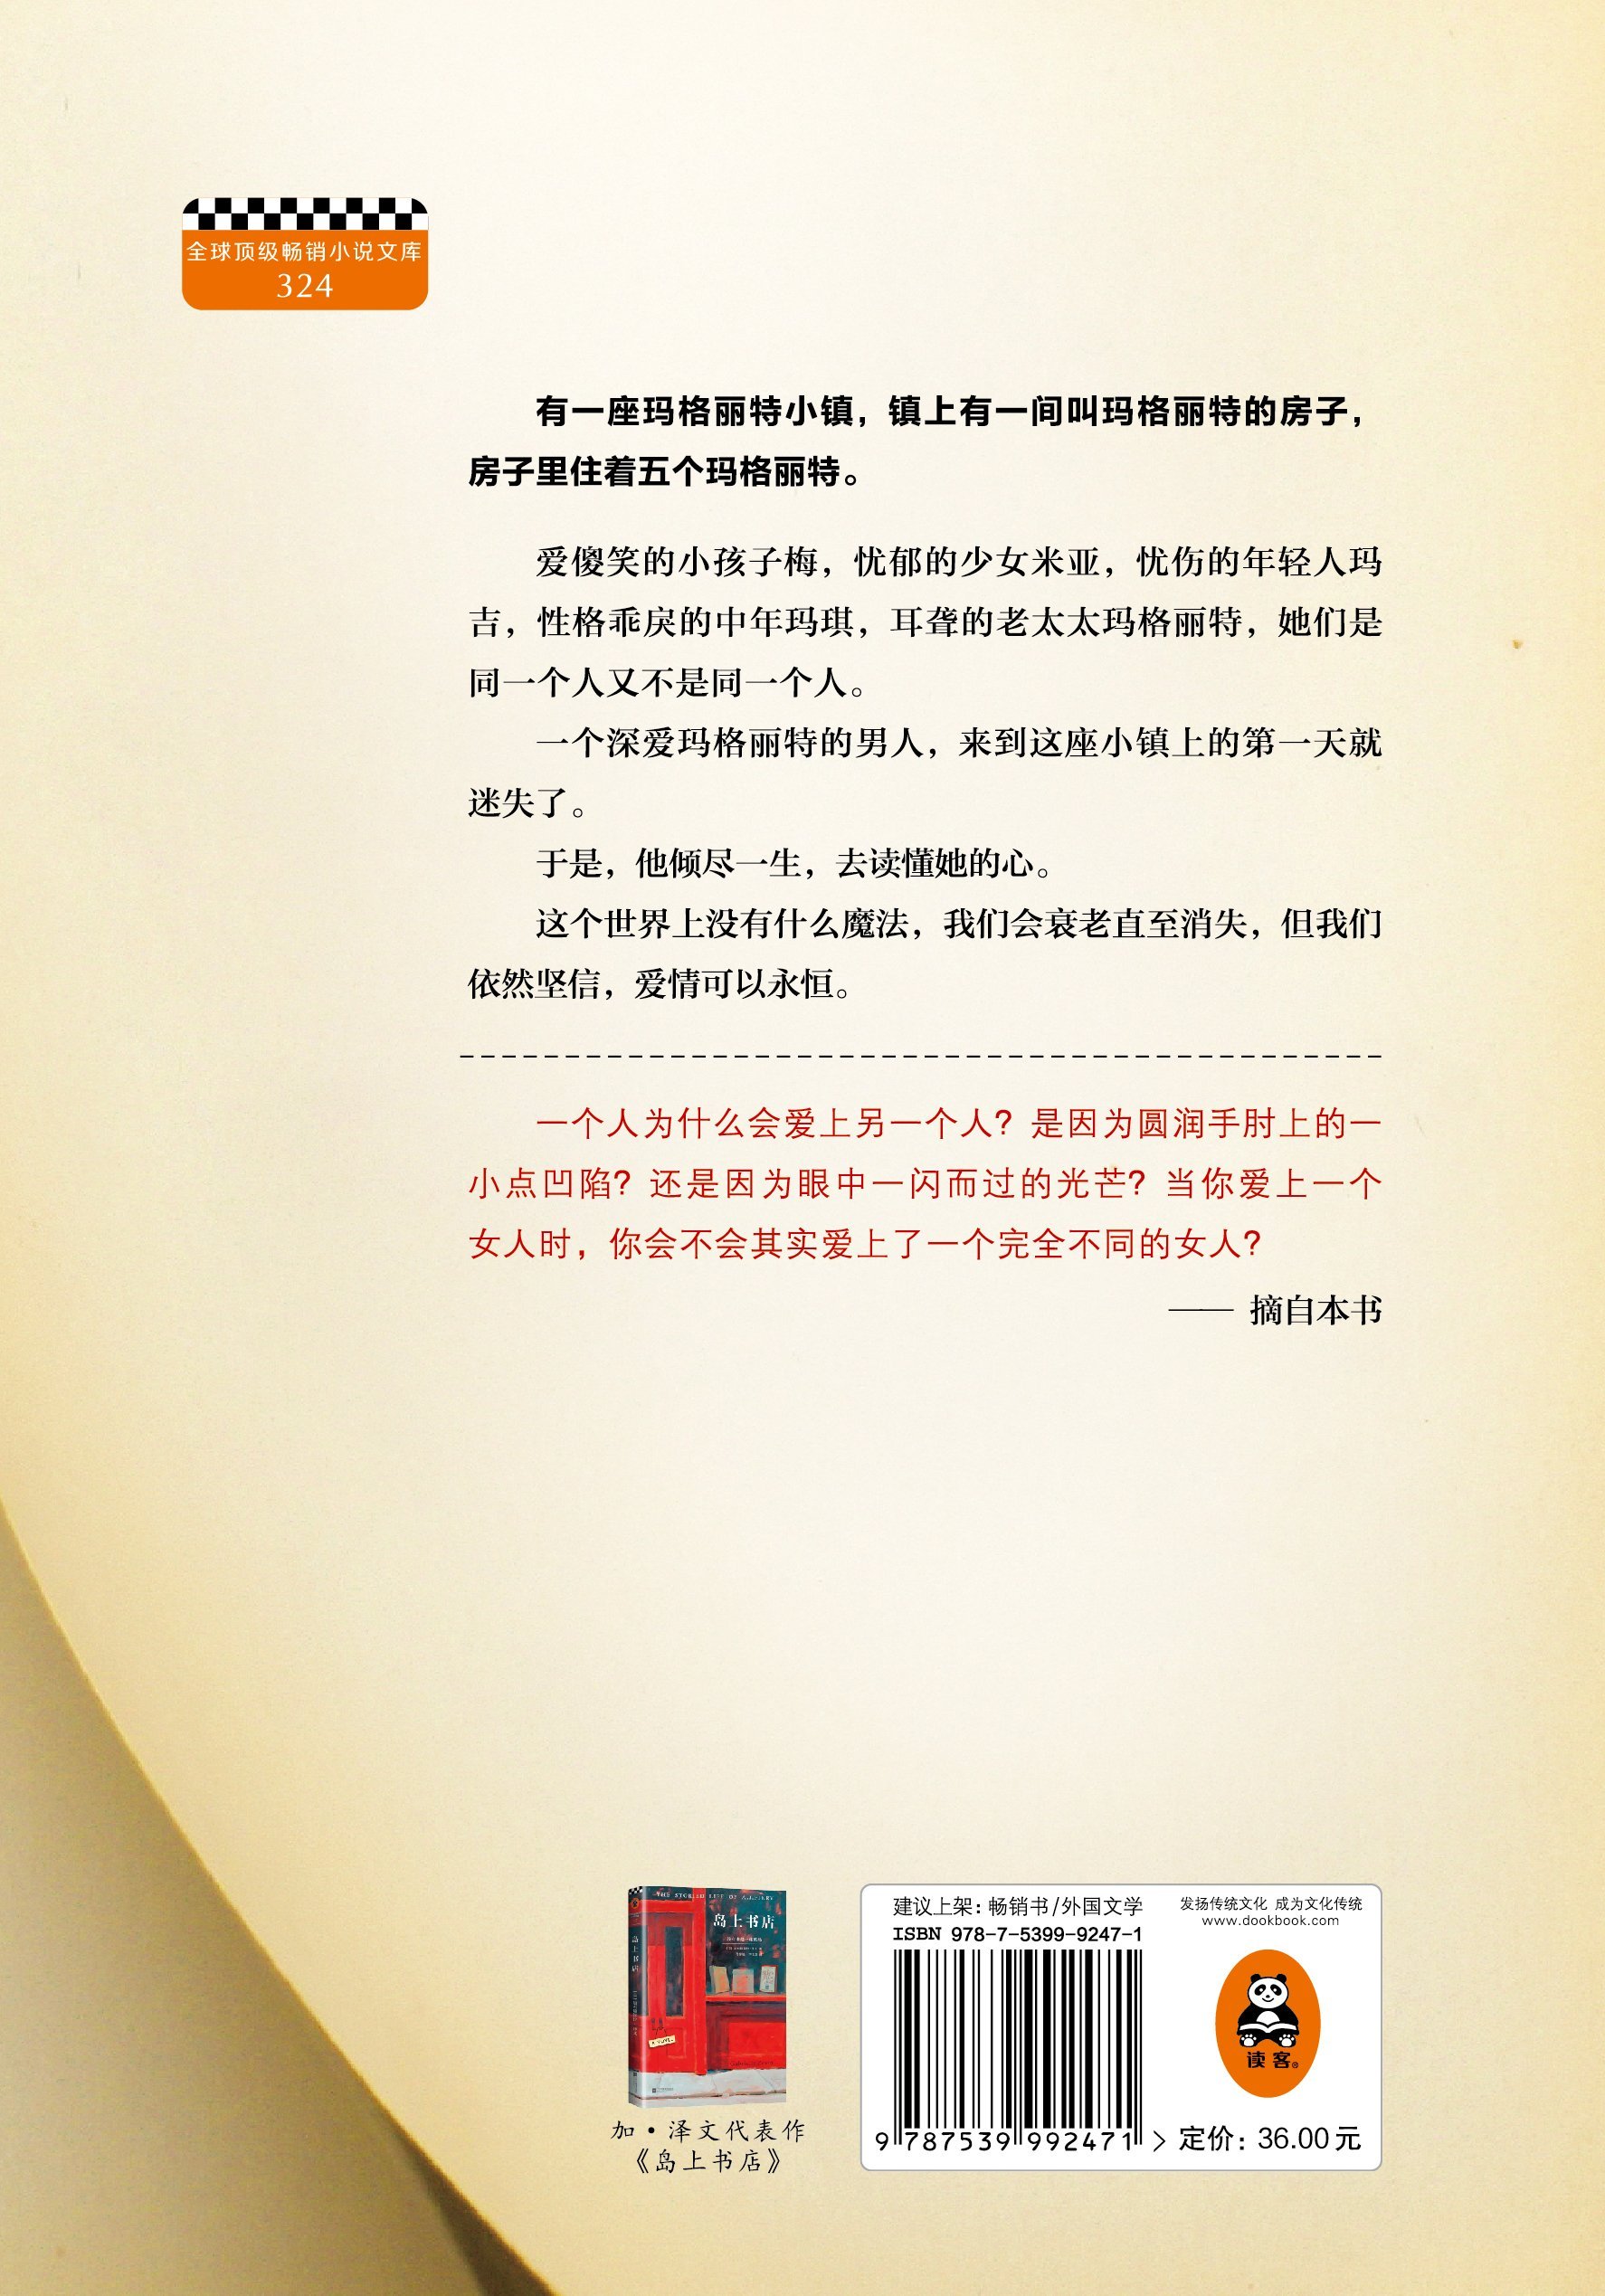 全球顶级畅销小说文库
324
有一座玛格丽特小镇，镇上有一间叫玛格丽特的房子，
房子里住着五个玛格丽特。
爱傻笑的小孩子梅，忧郁的少女米亚，忧伤的年轻人玛
吉，性格乖戾的中年玛琪，耳聋的老太太玛格丽特，她们是
同一个人又不是同一个人。
一个深爱玛格丽特的男人，来到这座小镇上的第一天就
迷失了。
于是，他倾尽一生，去读懂她的心。
这个世界上没有什么魔法，我们会衰老直至消失，但我们
依然坚信，爱情可以永恒。
一个人为什么会爱上另一个人？是因为圆润手肘上的一
小点凹陷？还是因为眼中一闪而过的光芒？当你爱上一个
女人时，你会不会其实爱上了一个完全不同的女人？
—— 摘自本书
岛上书店
岛上书店
A NOVEL
加·泽文代表作
《岛上书店》
建议上架：畅销书/外国文学
ISBN 978-7-5399-9247-1
9 787539 992471 >
发扬传统文化 成为文化传统
www.dookbook.com
读客®
定价：36.00元